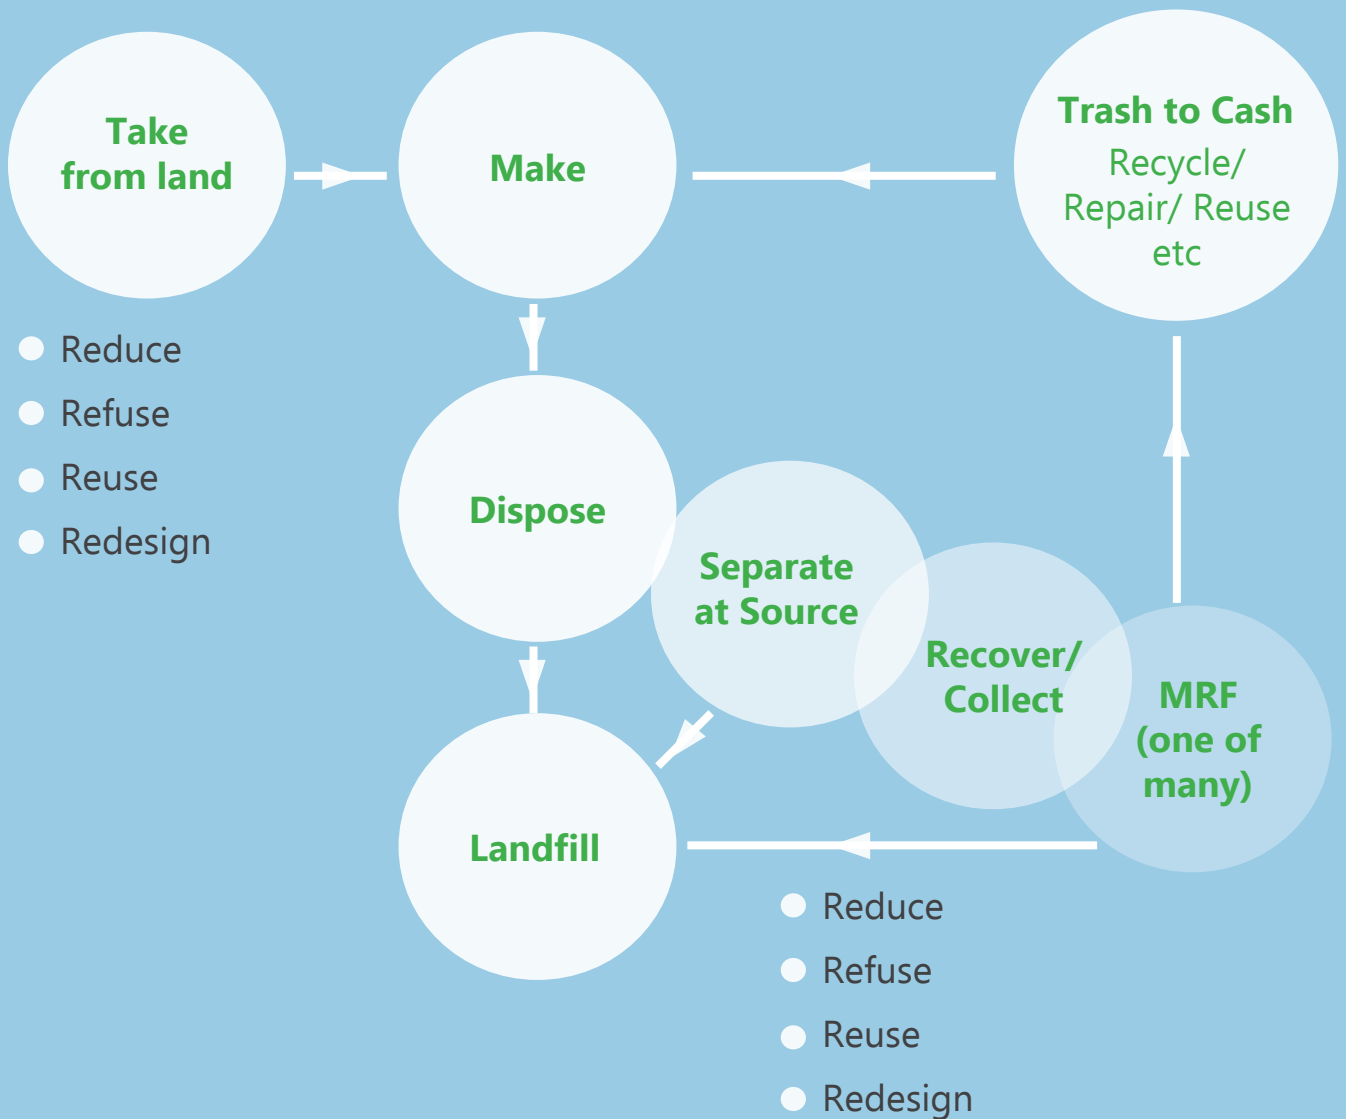 Take
from land
Make
Trash to Cash
Recycle/
Repair/ Reuse
etc
Reduce
Refuse
Reuse
Redesign
Dispose
Separate
at Source
Recover/
Collect
MRF
(one of
many)
Landfill
Reduce
Refuse
Reuse
Redesign